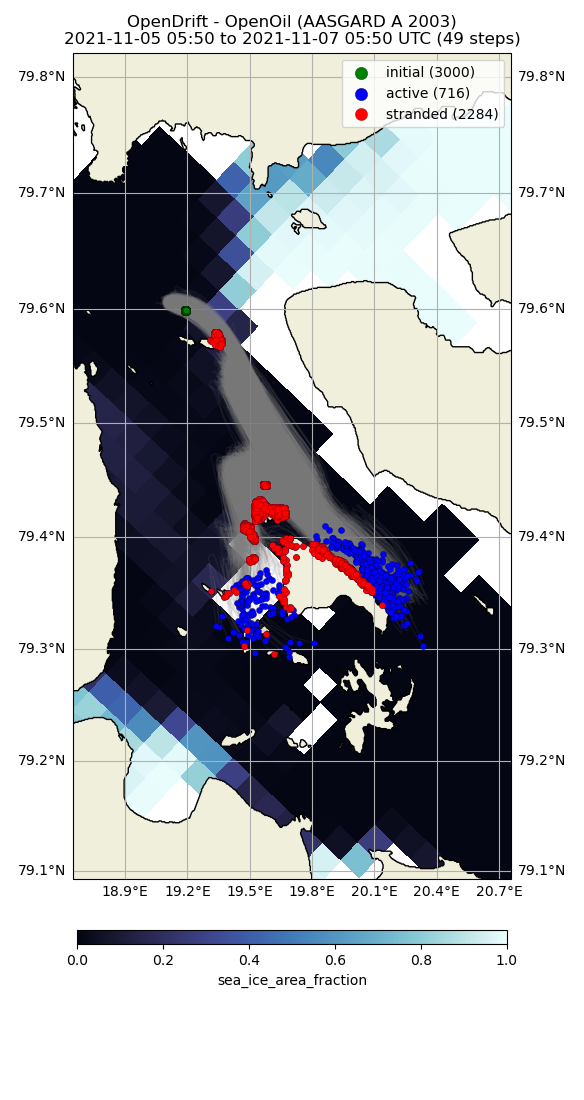 OpenDrift - OpenOil (AASGARD A 2003)
2021-11-05 05:50 to 2021-11-07 05:50 UTC (49 steps)
initial (3000)
active (716)
stranded (2284)
79.8°N 79.8°N
79.7°N 79.7°N
79.6°N 79.6°N
79.5°N 79.5°N
79.4°N 79.4°N
79.3°N 79.3°N
79.2°N 79.2°N
79.1°N 79.1°N
18.9°E 19.2°E 19.5°E 19.8°E 20.1°E 20.4°E 20.7°E
0.0 0.2 0.4 0.6 0.8 1.0
sea_ice_area_fraction